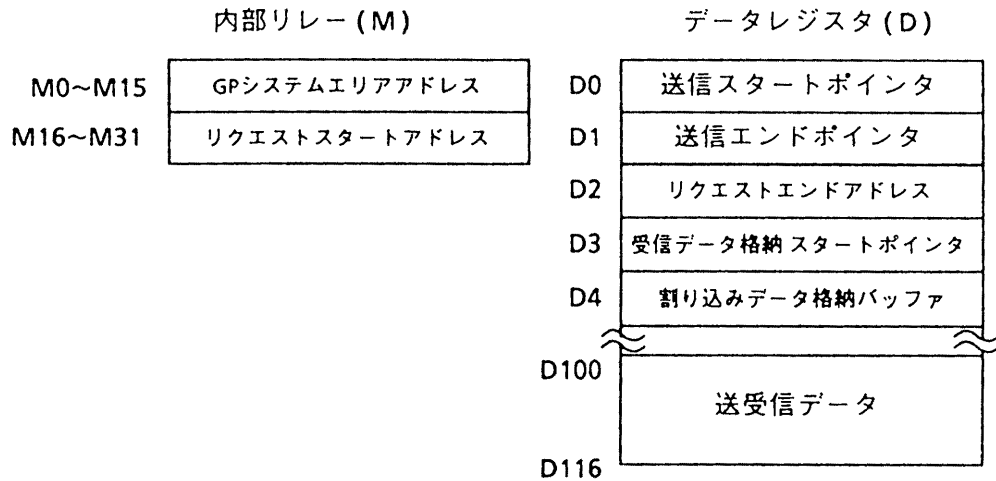 内部リレー(M)
M0~M15 GPシステムエリアアドレス
M16~M31 リクエストスタートアドレス
データレジスタ(D)
D0 送信スタートポインタ
D1 送信エンドポインタ
D2 リクエストエンドアドレス
D3 受信データ格納スタートポインタ
D4 割り込みデータ格納バッファ
D100
送受信データ
D116